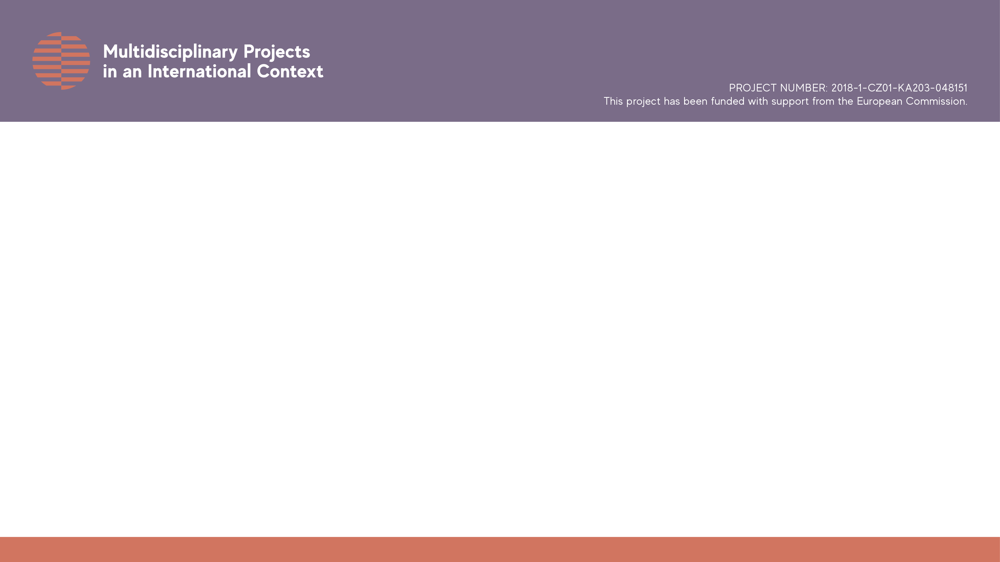 Multidisciplinary Projects
in an International Context
PROJECT NUMBER: 2018-1-CZ01-KA203-048151
This project has been funded with support from the European Commission.